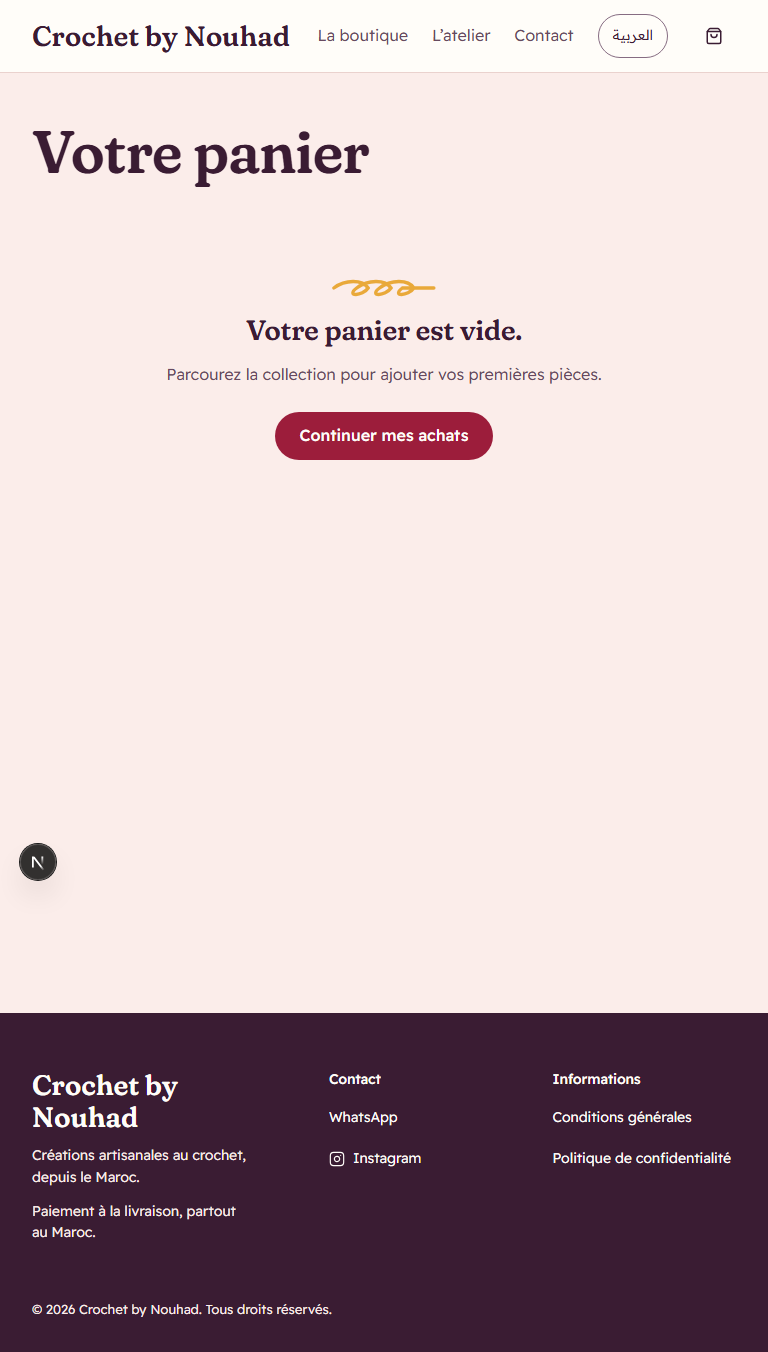 Crochet by Nouhad
La boutique
L’atelier
Contact
العربية
Votre panier
Votre panier est vide.
Parcourez la collection pour ajouter vos premières pièces.
Continuer mes achats
N
Crochet by
Nouhad
Créations artisanales au crochet,
depuis le Maroc.
Paiement à la livraison, partout
au Maroc.
Contact
WhatsApp
Instagram
Informations
Conditions générales
Politique de confidentialité
© 2026 Crochet by Nouhad. Tous droits réservés.